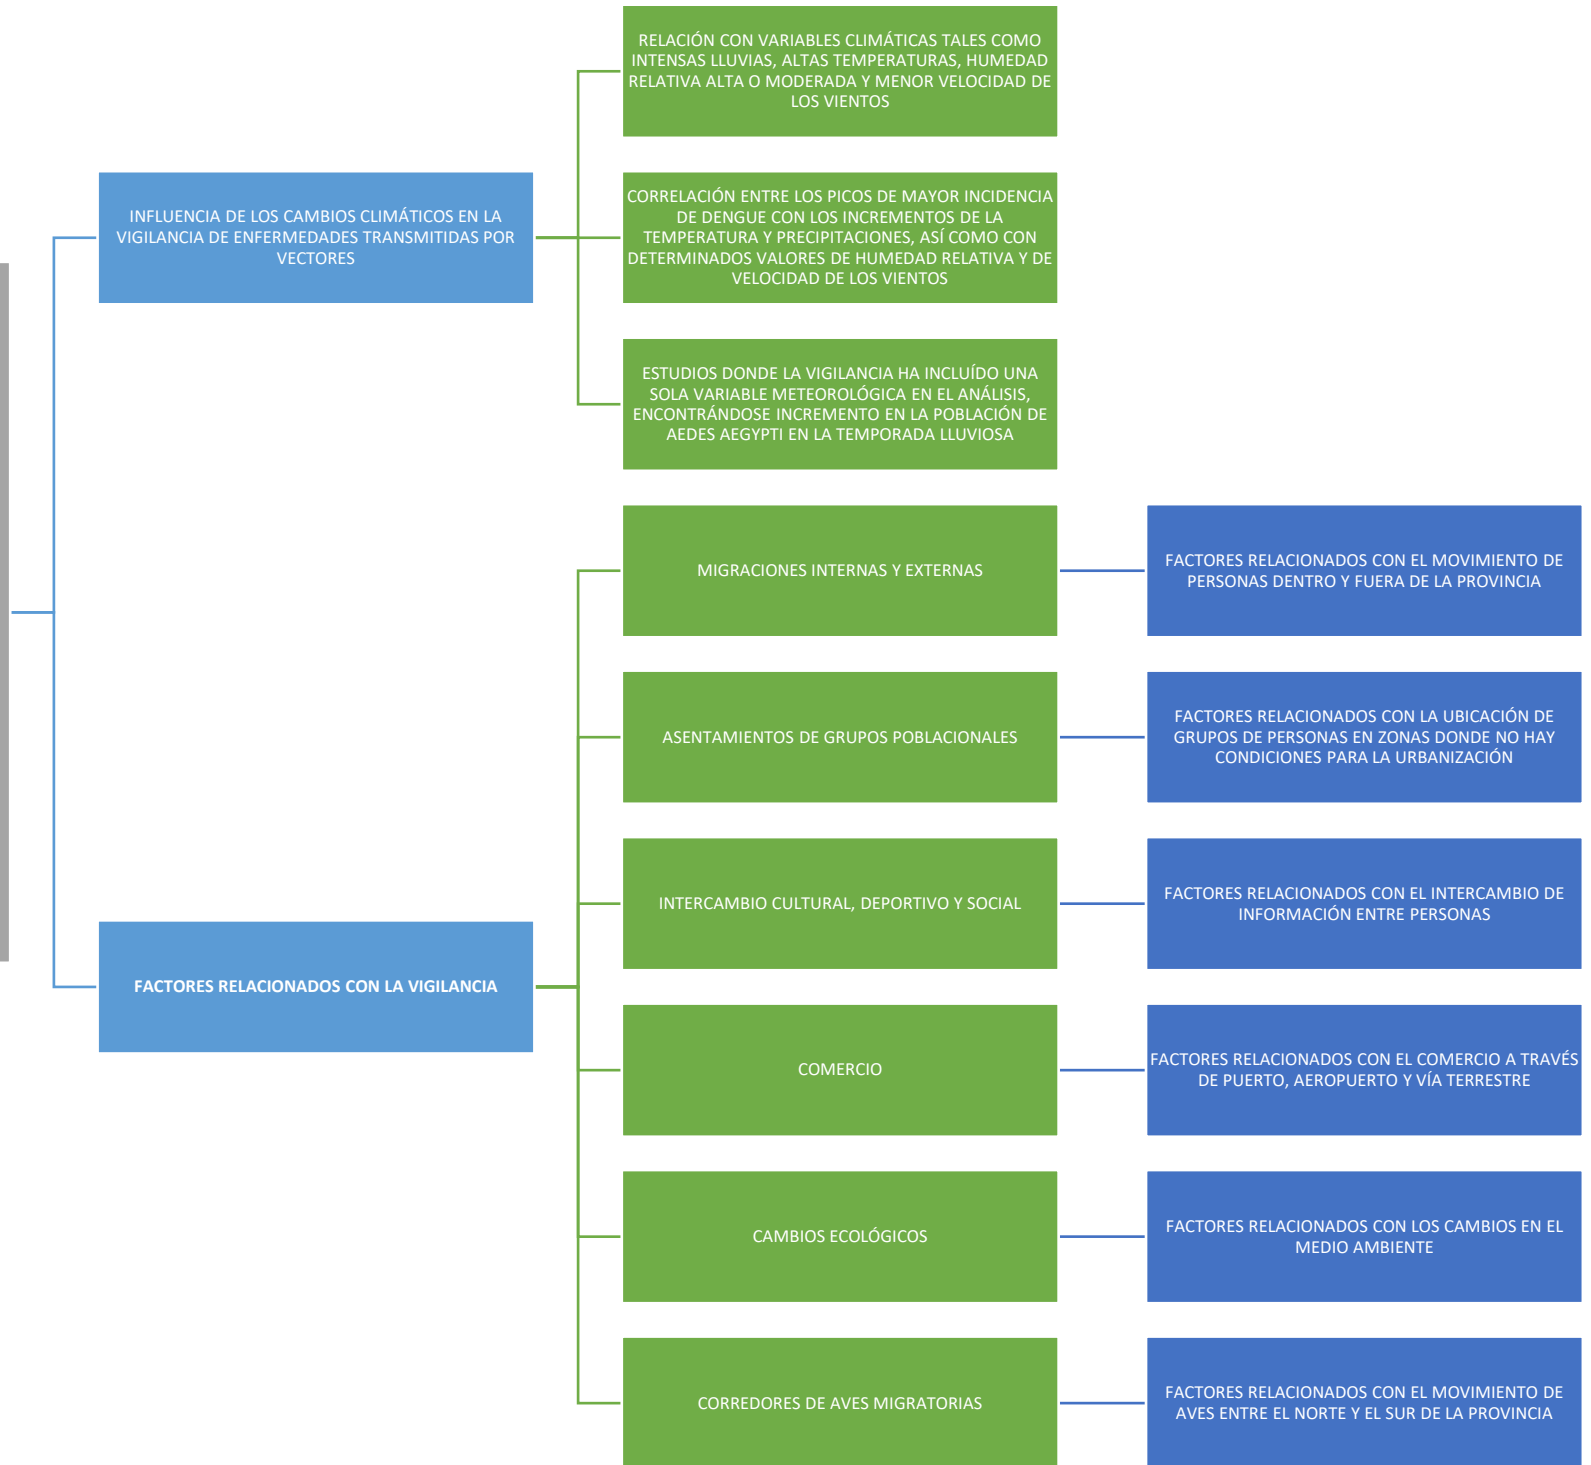 RELACIÓN CON VARIABLES CLIMÁTICAS TALES COMO
INTENSAS LLUVIAS, ALTAS TEMPERATURAS, HUMEDAD
RELATIVA ALTA O MODERADA Y MENOR VELOCIDAD DE
LOS VIENTOS
INFLUENCIA DE LOS CAMBIOS CLIMÁTICOS EN LA
VIGILANCIA DE ENFERMEDADES TRANSMITIDAS POR
VECTORES
CORRELACIÓN ENTRE LOS PICOS DE MAYOR INCIDENCIA
DE DENGUE CON LOS INCREMENTOS DE LA
TEMPERATURA Y PRECIPITACIONES, ASÍ COMO CON
DETERMINADOS VALORES DE HUMEDAD RELATIVA Y DE
VELOCIDAD DE LOS VIENTOS
ESTUDIOS DONDE LA VIGILANCIA HA INCLUÍDO UNA
SOLA VARIABLE METEOROLÓGICA EN EL ANÁLISIS,
ENCONTRÁNDOSE INCREMENTO EN LA POBLACIÓN DE
AEDES AEGYPTI EN LA TEMPORADA LLUVIOSA
MIGRACIONES INTERNAS Y EXTERNAS
FACTORES RELACIONADOS CON EL MOVIMIENTO DE
PERSONAS DENTRO Y FUERA DE LA PROVINCIA
ASENTAMIENTOS DE GRUPOS POBLACIONALES
FACTORES RELACIONADOS CON LA UBICACIÓN DE
GRUPOS DE PERSONAS EN ZONAS DONDE NO HAY
CONDICIONES PARA LA URBANIZACIÓN
INTERCAMBIO CULTURAL, DEPORTIVO Y SOCIAL
FACTORES RELACIONADOS CON EL INTERCAMBIO DE
INFORMACIÓN ENTRE PERSONAS
FACTORES RELACIONADOS CON LA VIGILANCIA
COMERCIO
FACTORES RELACIONADOS CON EL COMERCIO A TRAVÉS
DE PUERTO, AEROPUERTO Y VÍA TERRESTRE
CAMBIOS ECOLÓGICOS
FACTORES RELACIONADOS CON LOS CAMBIOS EN EL
MEDIO AMBIENTE
CORREDORES DE AVES MIGRATORIAS
FACTORES RELACIONADOS CON EL MOVIMIENTO DE
AVES ENTRE EL NORTE Y EL SUR DE LA PROVINCIA